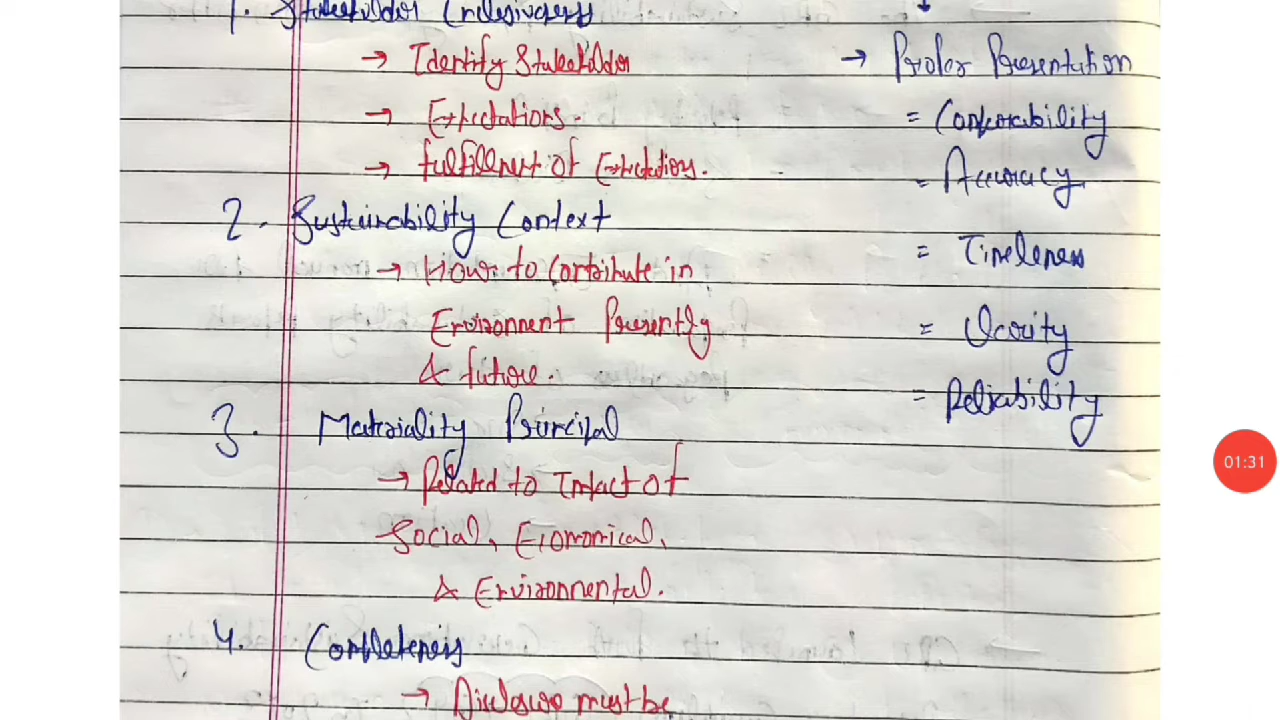 1. Stakeholder Inclusiveness
→ Identify Stakeholder
→ Expectations.
→ fulfillment of Expectations.
2. Sustainability Context
→ How to Contribute in
Environment Presently
& future.
3. Materiality Principal
→ Related to Impact of
Social, Economical,
& Environmental.
4. Completeness
→ Disclosure must be
→ Proper Presentation
= Comparability
= Accuracy
= Timeleness
= Clarity
= Reliability
01:31